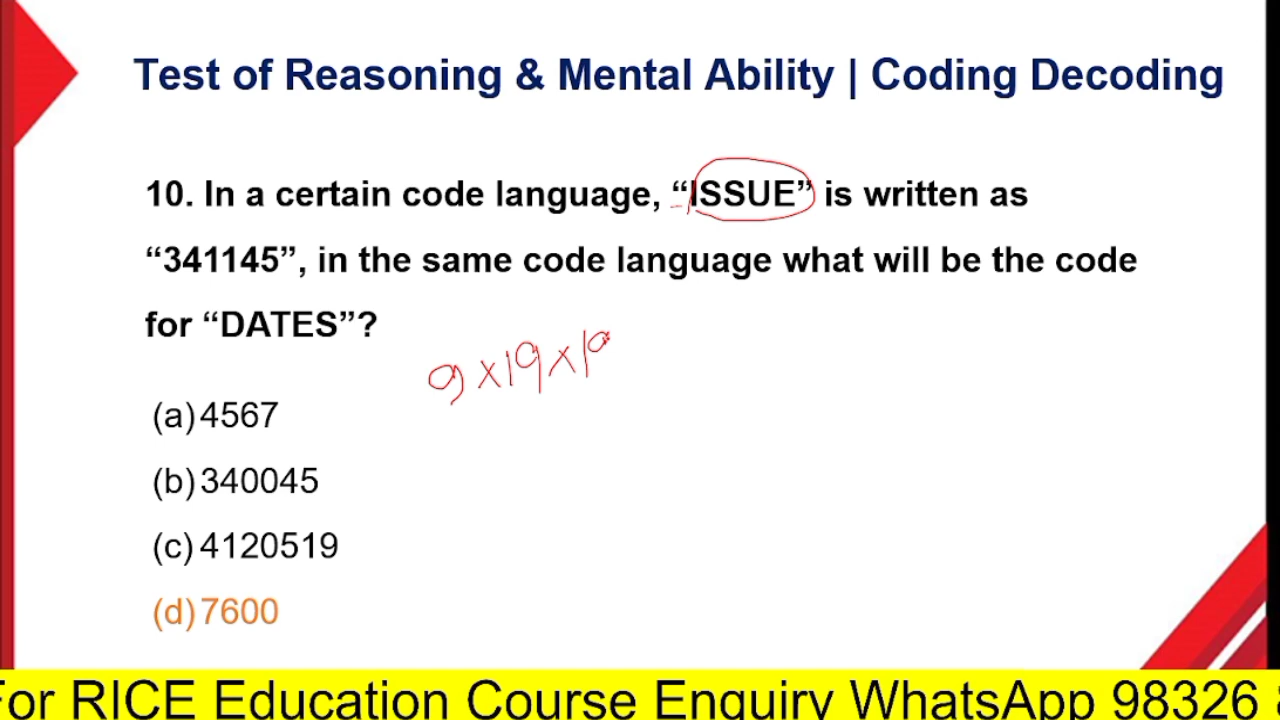 Test of Reasoning & Mental Ability | Coding Decoding
10. In a certain code language, “ISSUE” is written as
“341145”, in the same code language what will be the code
for “DATES”?
9 x 19 x 19
(a) 4567
(b) 340045
(c) 4120519
(d) 7600
For RICE Education Course Enquiry WhatsApp 98326 8